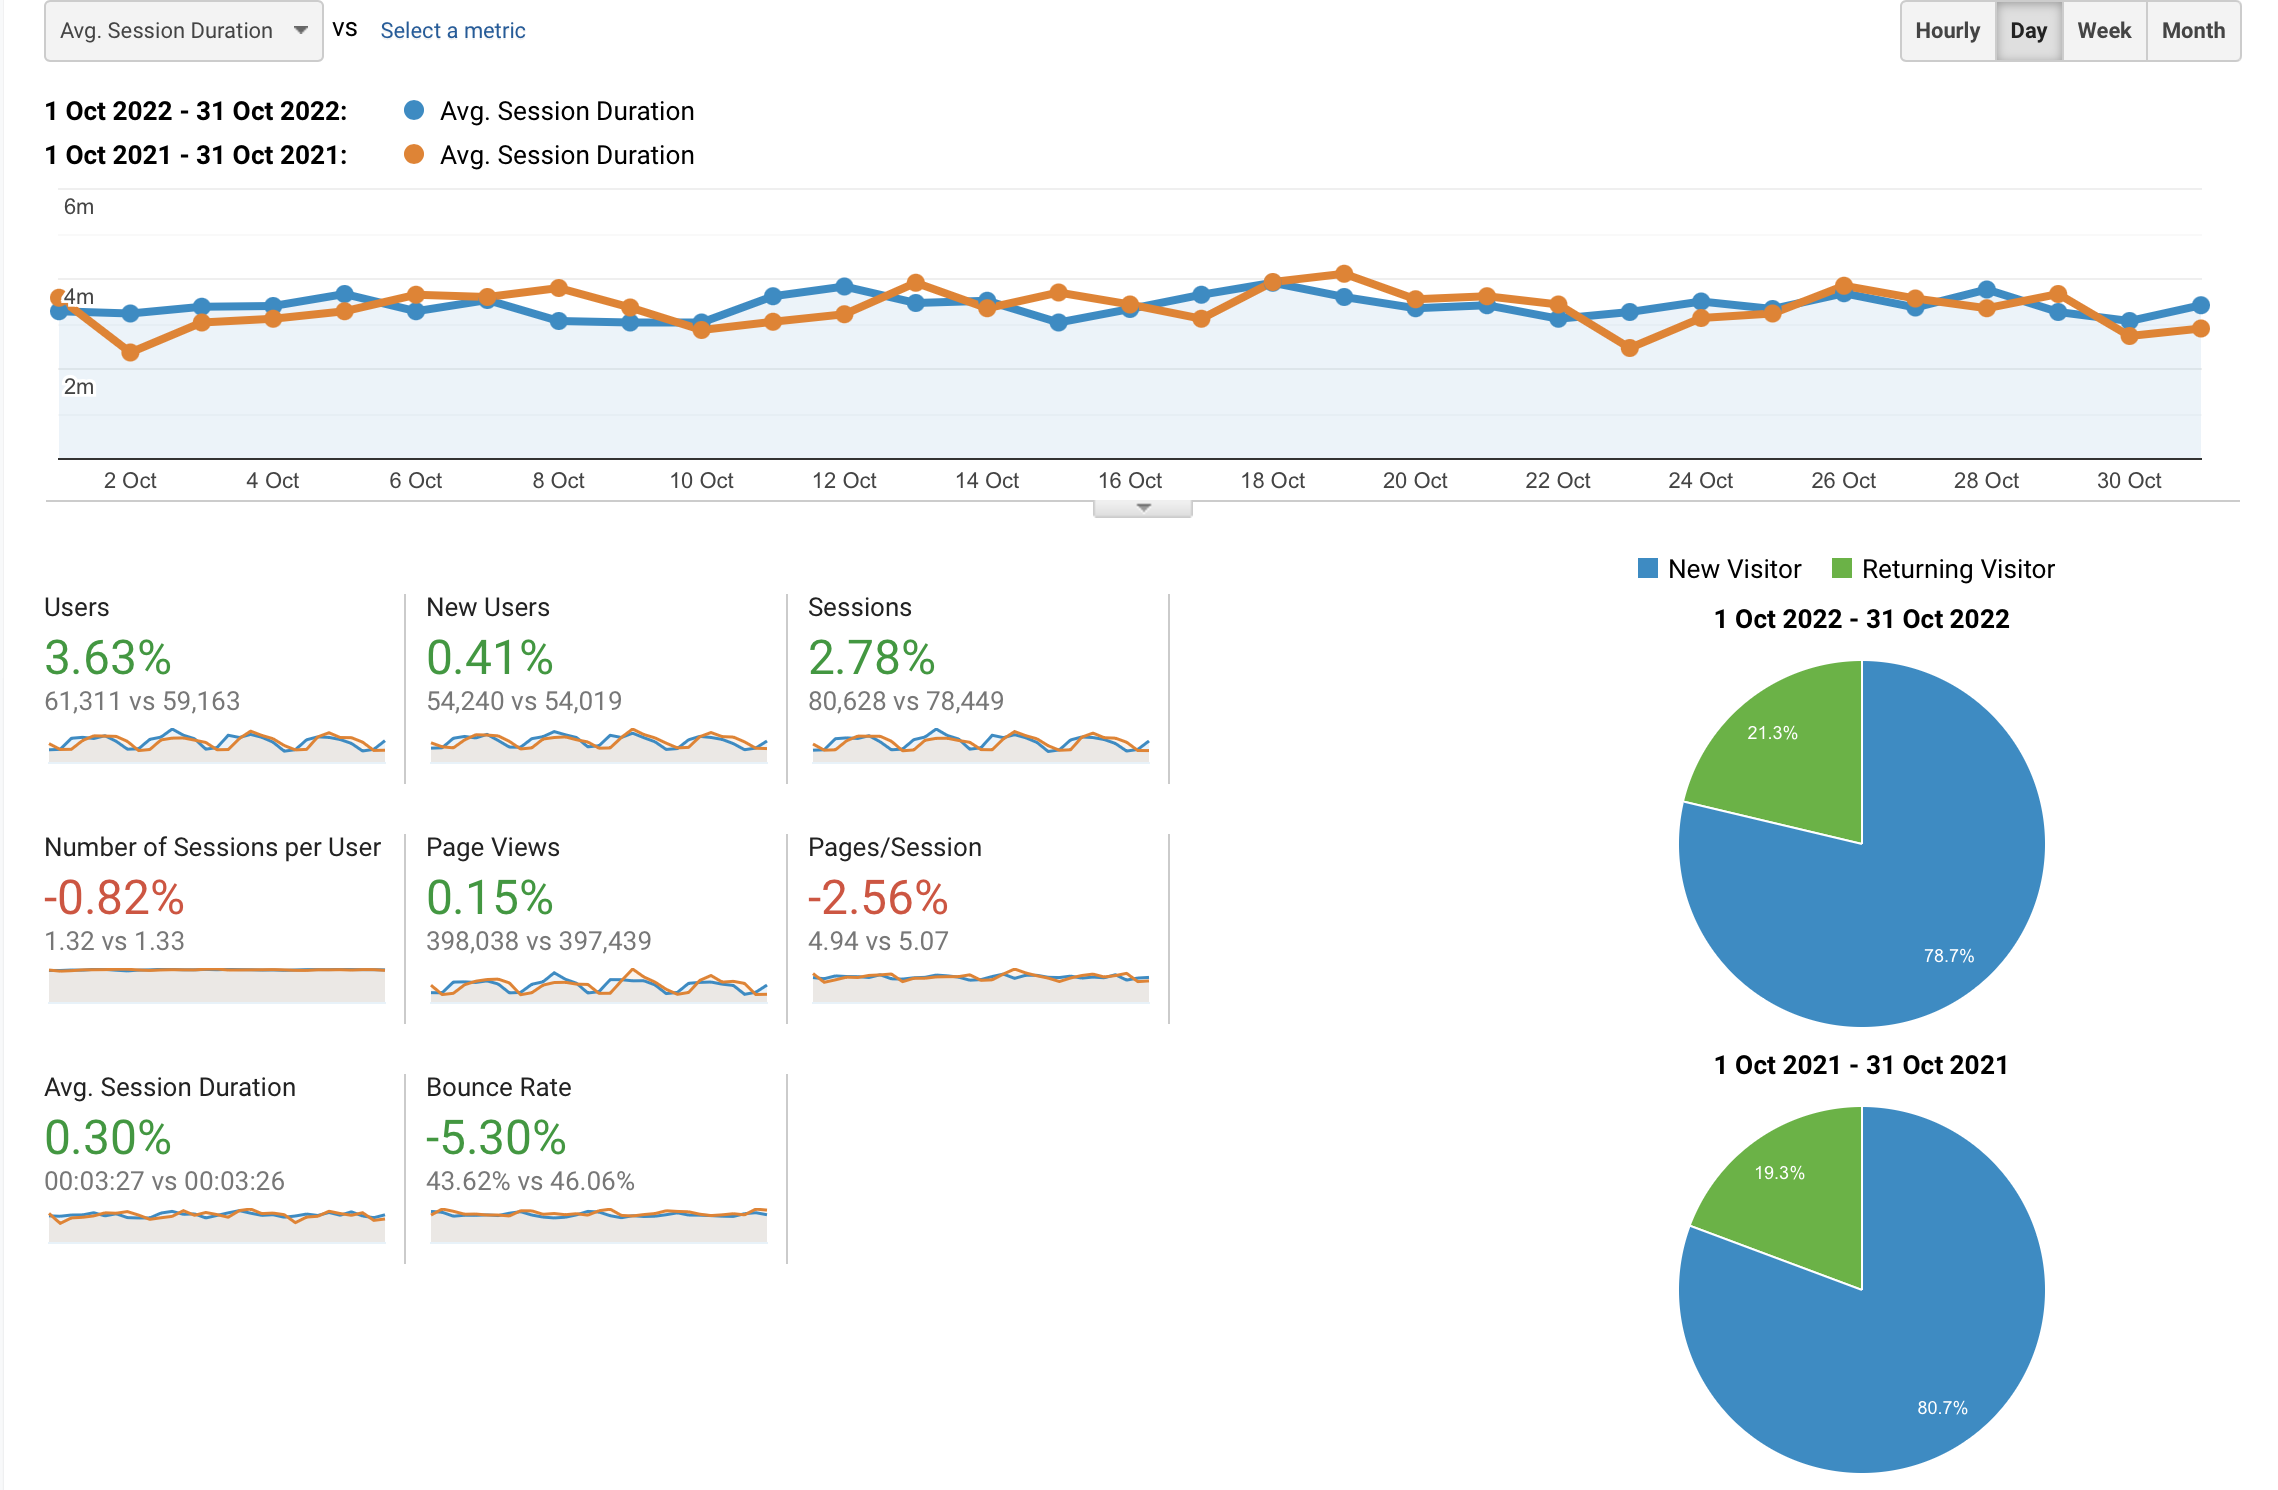 Avg. Session Duration vs Select a metric
Hourly Day Week Month
1 Oct 2022 - 31 Oct 2022: Avg. Session Duration
1 Oct 2021 - 31 Oct 2021: Avg. Session Duration
6m
4m
2m
2 Oct 4 Oct 6 Oct 8 Oct 10 Oct 12 Oct 14 Oct 16 Oct 18 Oct 20 Oct 22 Oct 24 Oct 26 Oct 28 Oct 30 Oct
Users
3.63%
61,311 vs 59,163
New Users
0.41%
54,240 vs 54,019
Sessions
2.78%
80,628 vs 78,449
Number of Sessions per User
-0.82%
1.32 vs 1.33
Page Views
0.15%
398,038 vs 397,439
Pages/Session
-2.56%
4.94 vs 5.07
Avg. Session Duration
0.30%
00:03:27 vs 00:03:26
Bounce Rate
-5.30%
43.62% vs 46.06%
New Visitor Returning Visitor
1 Oct 2022 - 31 Oct 2022
21.3%
78.7%
1 Oct 2021 - 31 Oct 2021
19.3%
80.7%